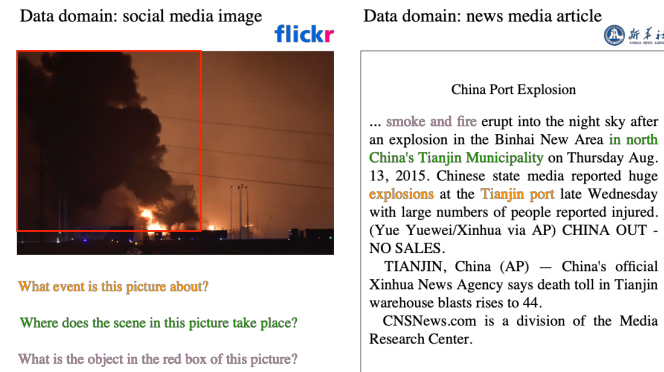 Data domain: social media image
flickr
What event is this picture about?
Where does the scene in this picture take place?
What is the object in the red box of this picture?
Data domain: news media article
China Port Explosion
... smoke and fire erupt into the night sky after
an explosion in the Binhai New Area in north
China's Tianjin Municipality on Thursday Aug.
13, 2015. Chinese state media reported huge
explosions at the Tianjin port late Wednesday
with large numbers of people reported injured.
(Yue Yuewei/Xinhua via AP) CHINA OUT -
NO SALES.
TIANJIN, China (AP) — China's official
Xinhua News Agency says death toll in Tianjin
warehouse blasts rises to 44.
CNSNews.com is a division of the Media
Research Center.